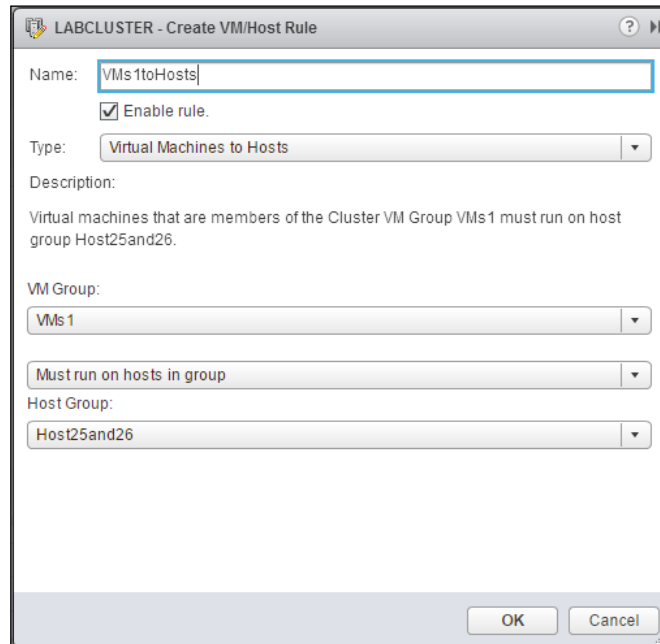 LABCLUSTER - Create VM/Host Rule ?
Name: VMs1toHosts
Enable rule.
Type: Virtual Machines to Hosts
Description:
Virtual machines that are members of the Cluster VM Group VMs1 must run on host
group Host25and26.
VM Group:
VMs1
Must run on hosts in group
Host Group:
Host25and26
OK Cancel